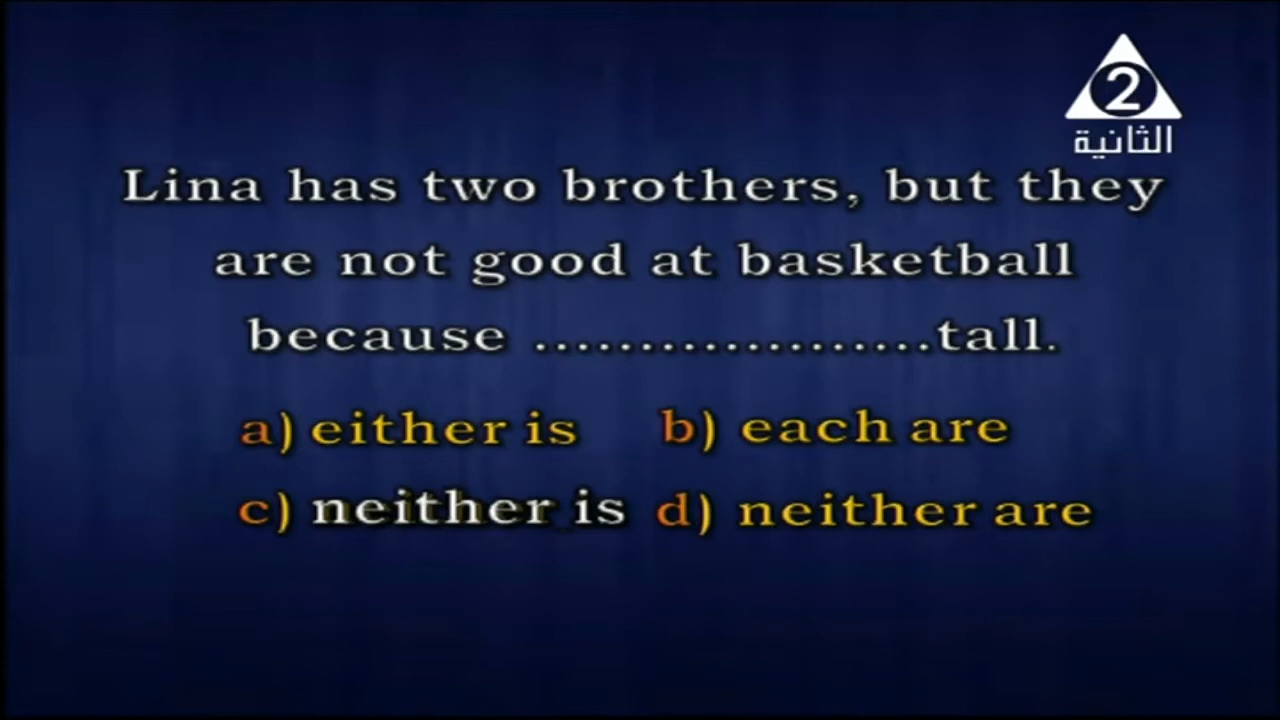 2
الثانية
Lina has two brothers, but they
are not good at basketball
because ...................tall.
a) either is b) each are
c) neither is d) neither are